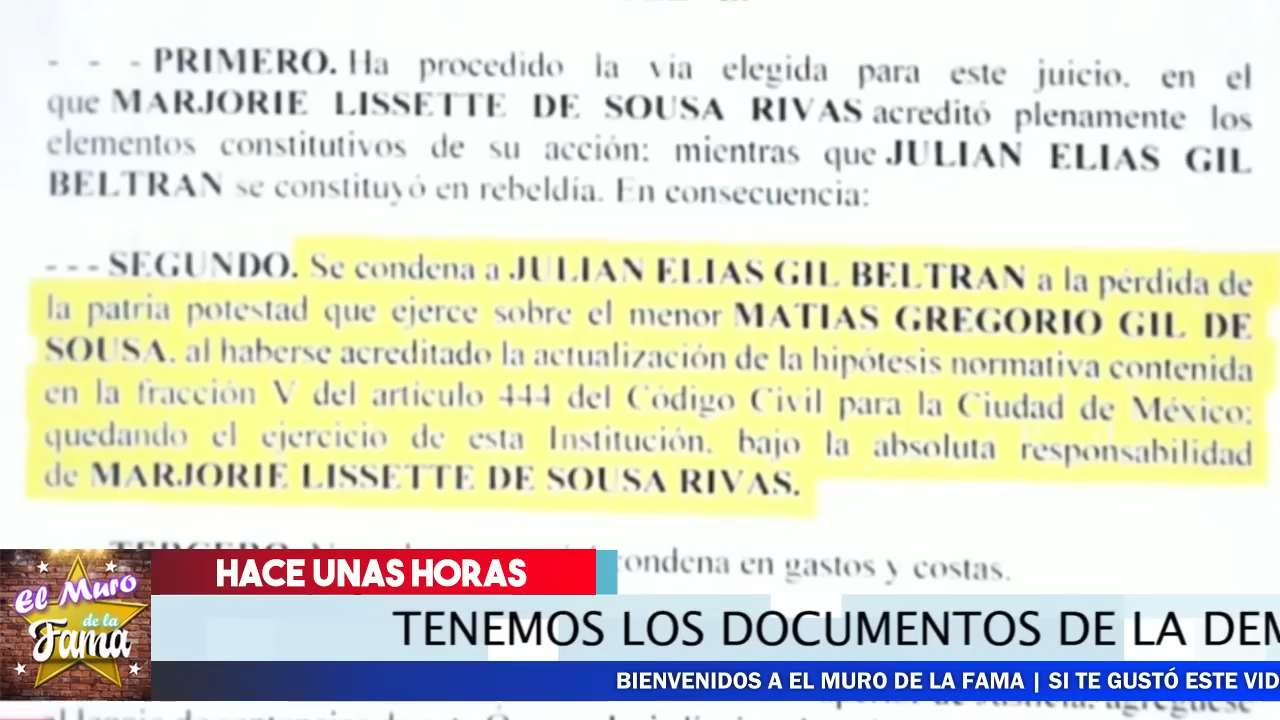 - - - PRIMERO. Ha procedido la via elegida para este juicio, en el
que MARJORIE LISSETTE DE SOUSA RIVAS acreditó plenamente los
elementos constitutivos de su acción; mientras que JULIAN ELIAS GIL
BELTRAN se constituyó en rebeldía. En consecuencia:
- - - SEGUNDO. Se condena a JULIAN ELIAS GIL BELTRAN a la pérdida de
la patria potestad que ejerce sobre el menor MATIAS GREGORIO GIL DE
SOUSA, al haberse acreditado la actualización de la hipótesis normativa contenida
en la fracción V del artículo 444 del Código Civil para la Ciudad de México;
quedando el ejercicio de esta Institución, bajo la absoluta responsabilidad
de MARJORIE LISSETTE DE SOUSA RIVAS.
TERCERO. condena en gastos y costas.
HACE UNAS HORAS
El Muro
de la
Fama
TENEMOS LOS DOCUMENTOS DE LA DEM
BIENVENIDOS A EL MURO DE LA FAMA | SI TE GUSTÓ ESTE VID